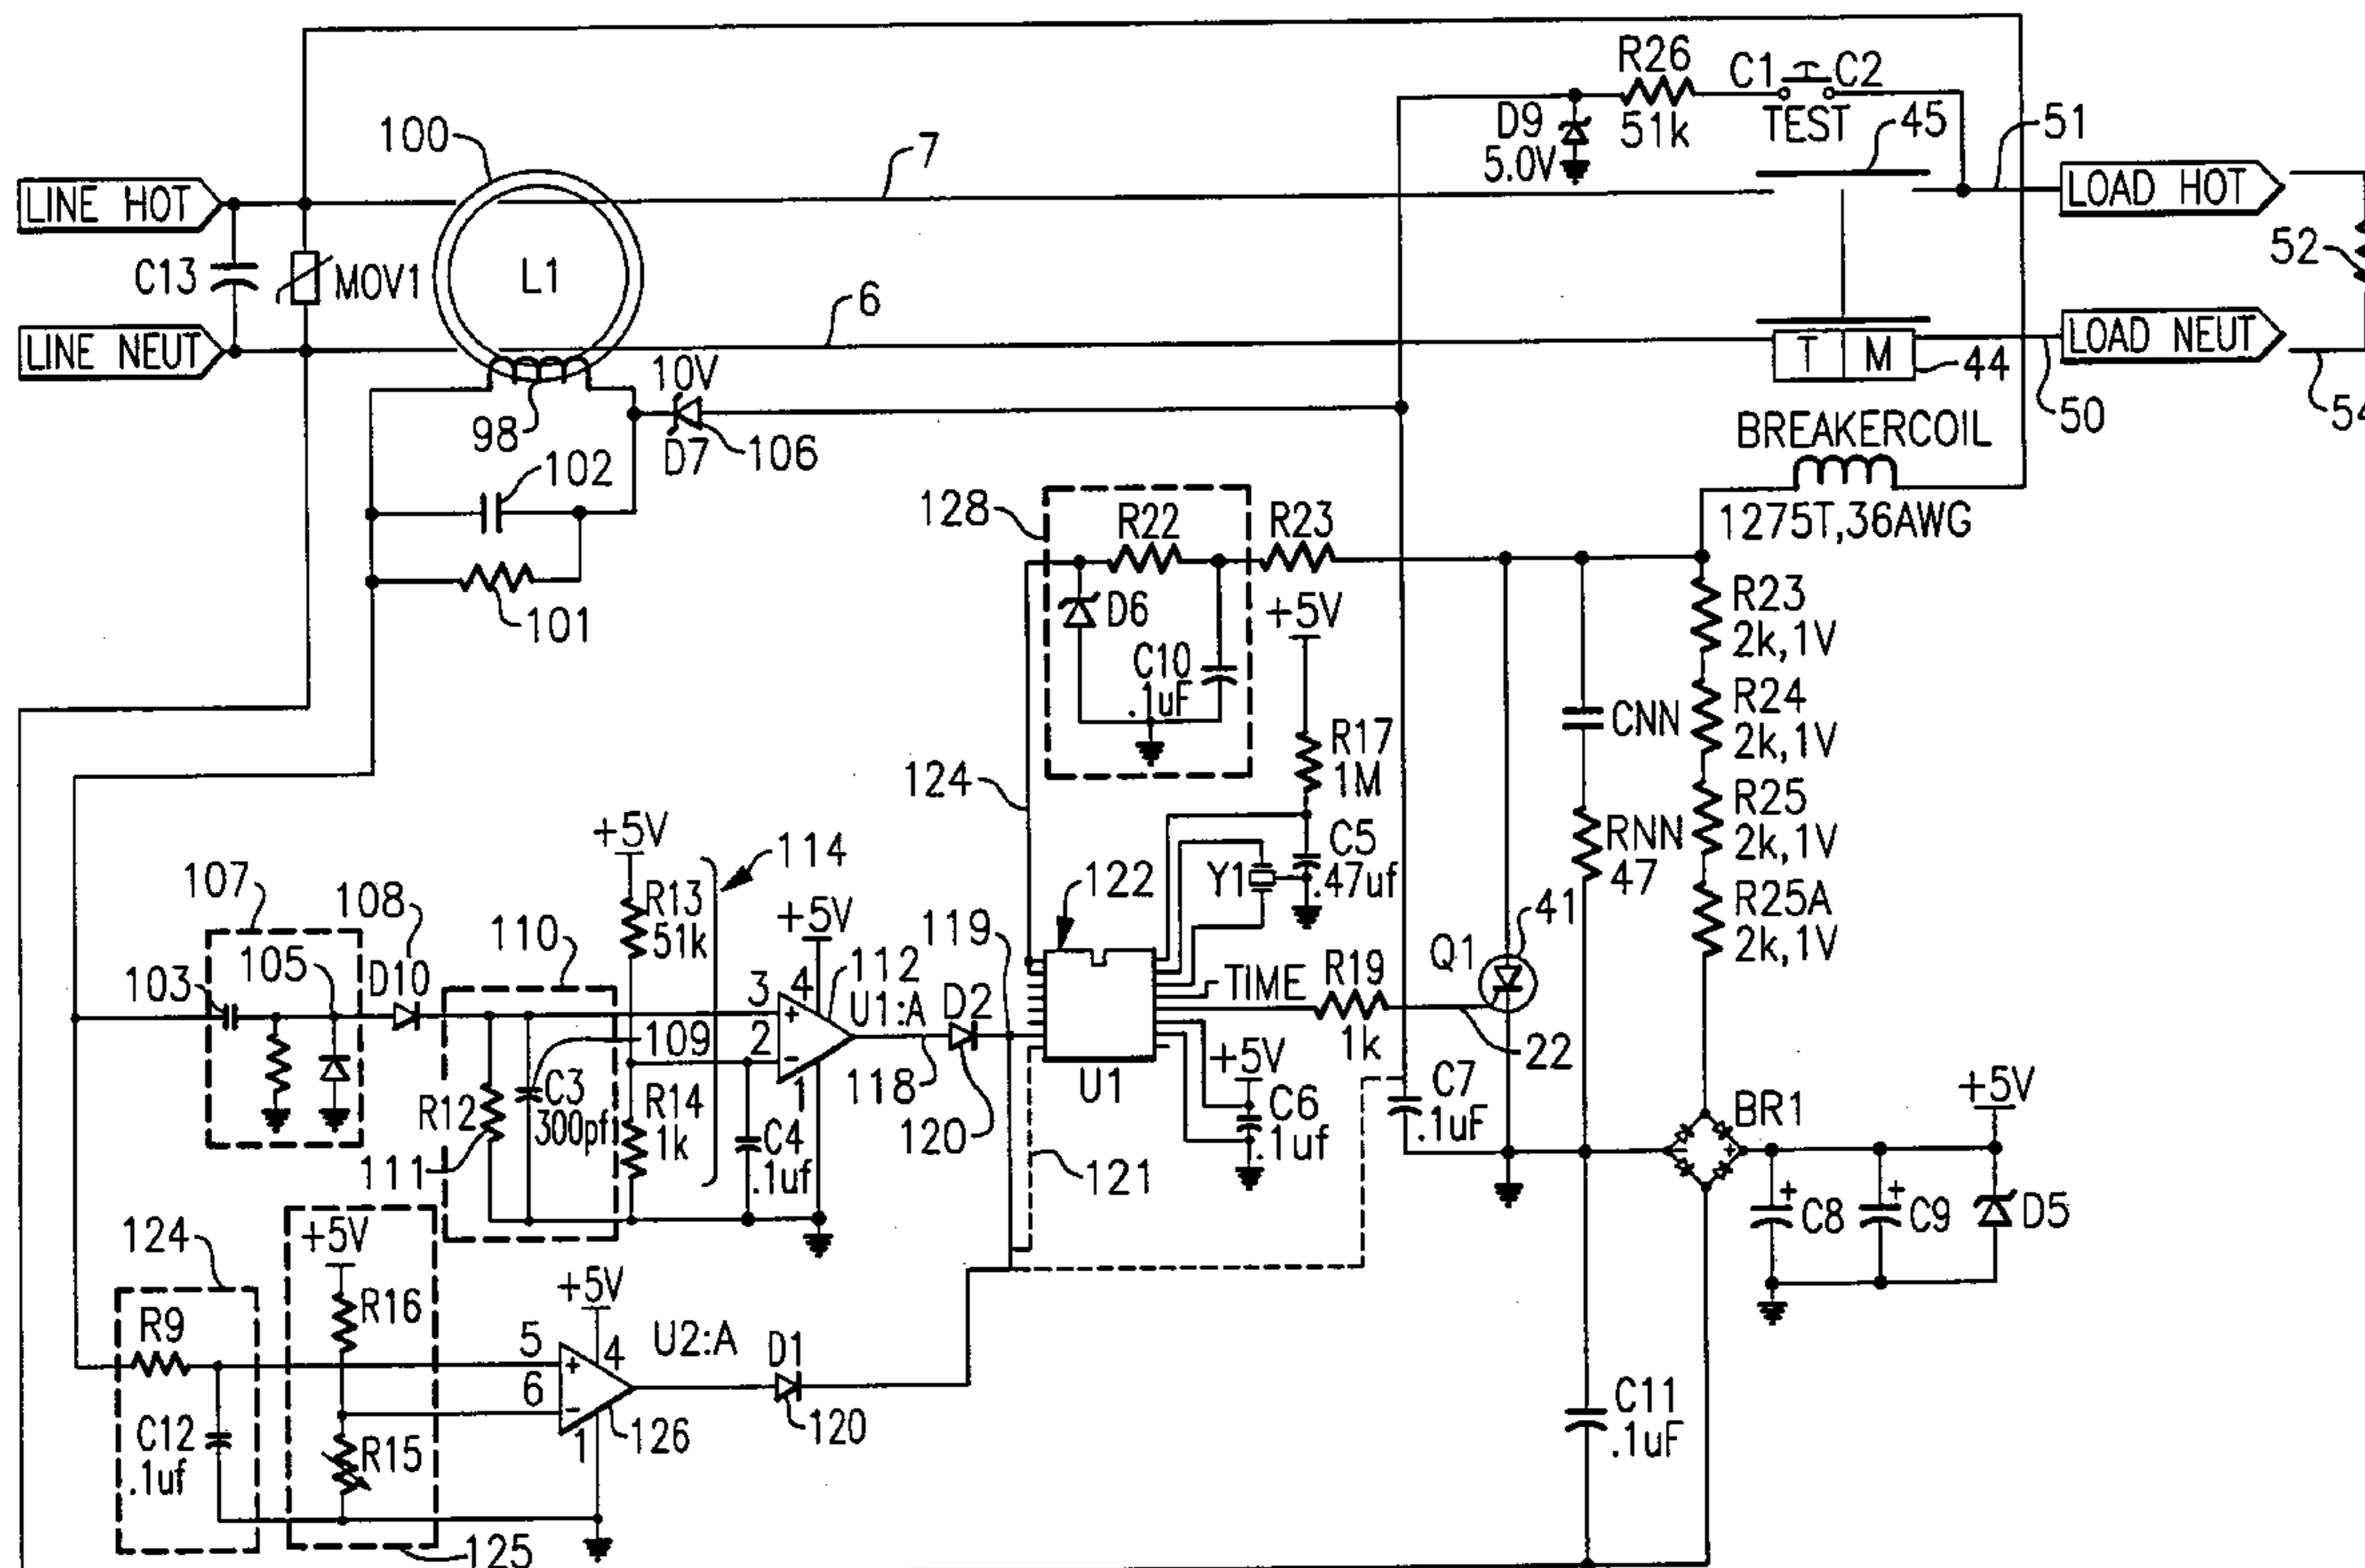 R26
C1
C2
TEST
D9
5.0V
51k
45
51
100
7
LINE HOT
LOAD HOT
C13
MOV1
L1
52
6
LINE NEUT
T
M
44
LOAD NEUT
10V
98
D7
106
50
54
BREAKERCOIL
1275T,36AWG
102
128
R22
R23
101
D6
+5V
C10
.1uF
R23
2k,1V
R24
2k,1V
CNN
R17
1M
124
R25
2k,1V
RNN
47
+5V
114
C5
.47uf
Y1
107
108
R13
51k
122
R25A
2k,1V
110
+5V
119
41
105
D10
112
103
3
4
U1:A
D2
TIME
R19
Q1
2
109
1k
22
+5V
C3
300pf
R12
R14
1k
1
118
U1
C7
.1uF
+5V
C4
.1uf
120
C6
.1uf
BR1
111
121
C8
C9
D5
124
+5V
R9
R16
+5V
5
4
U2:A
D1
6
C12
.1uf
R15
1
126
120
C11
.1uF
125